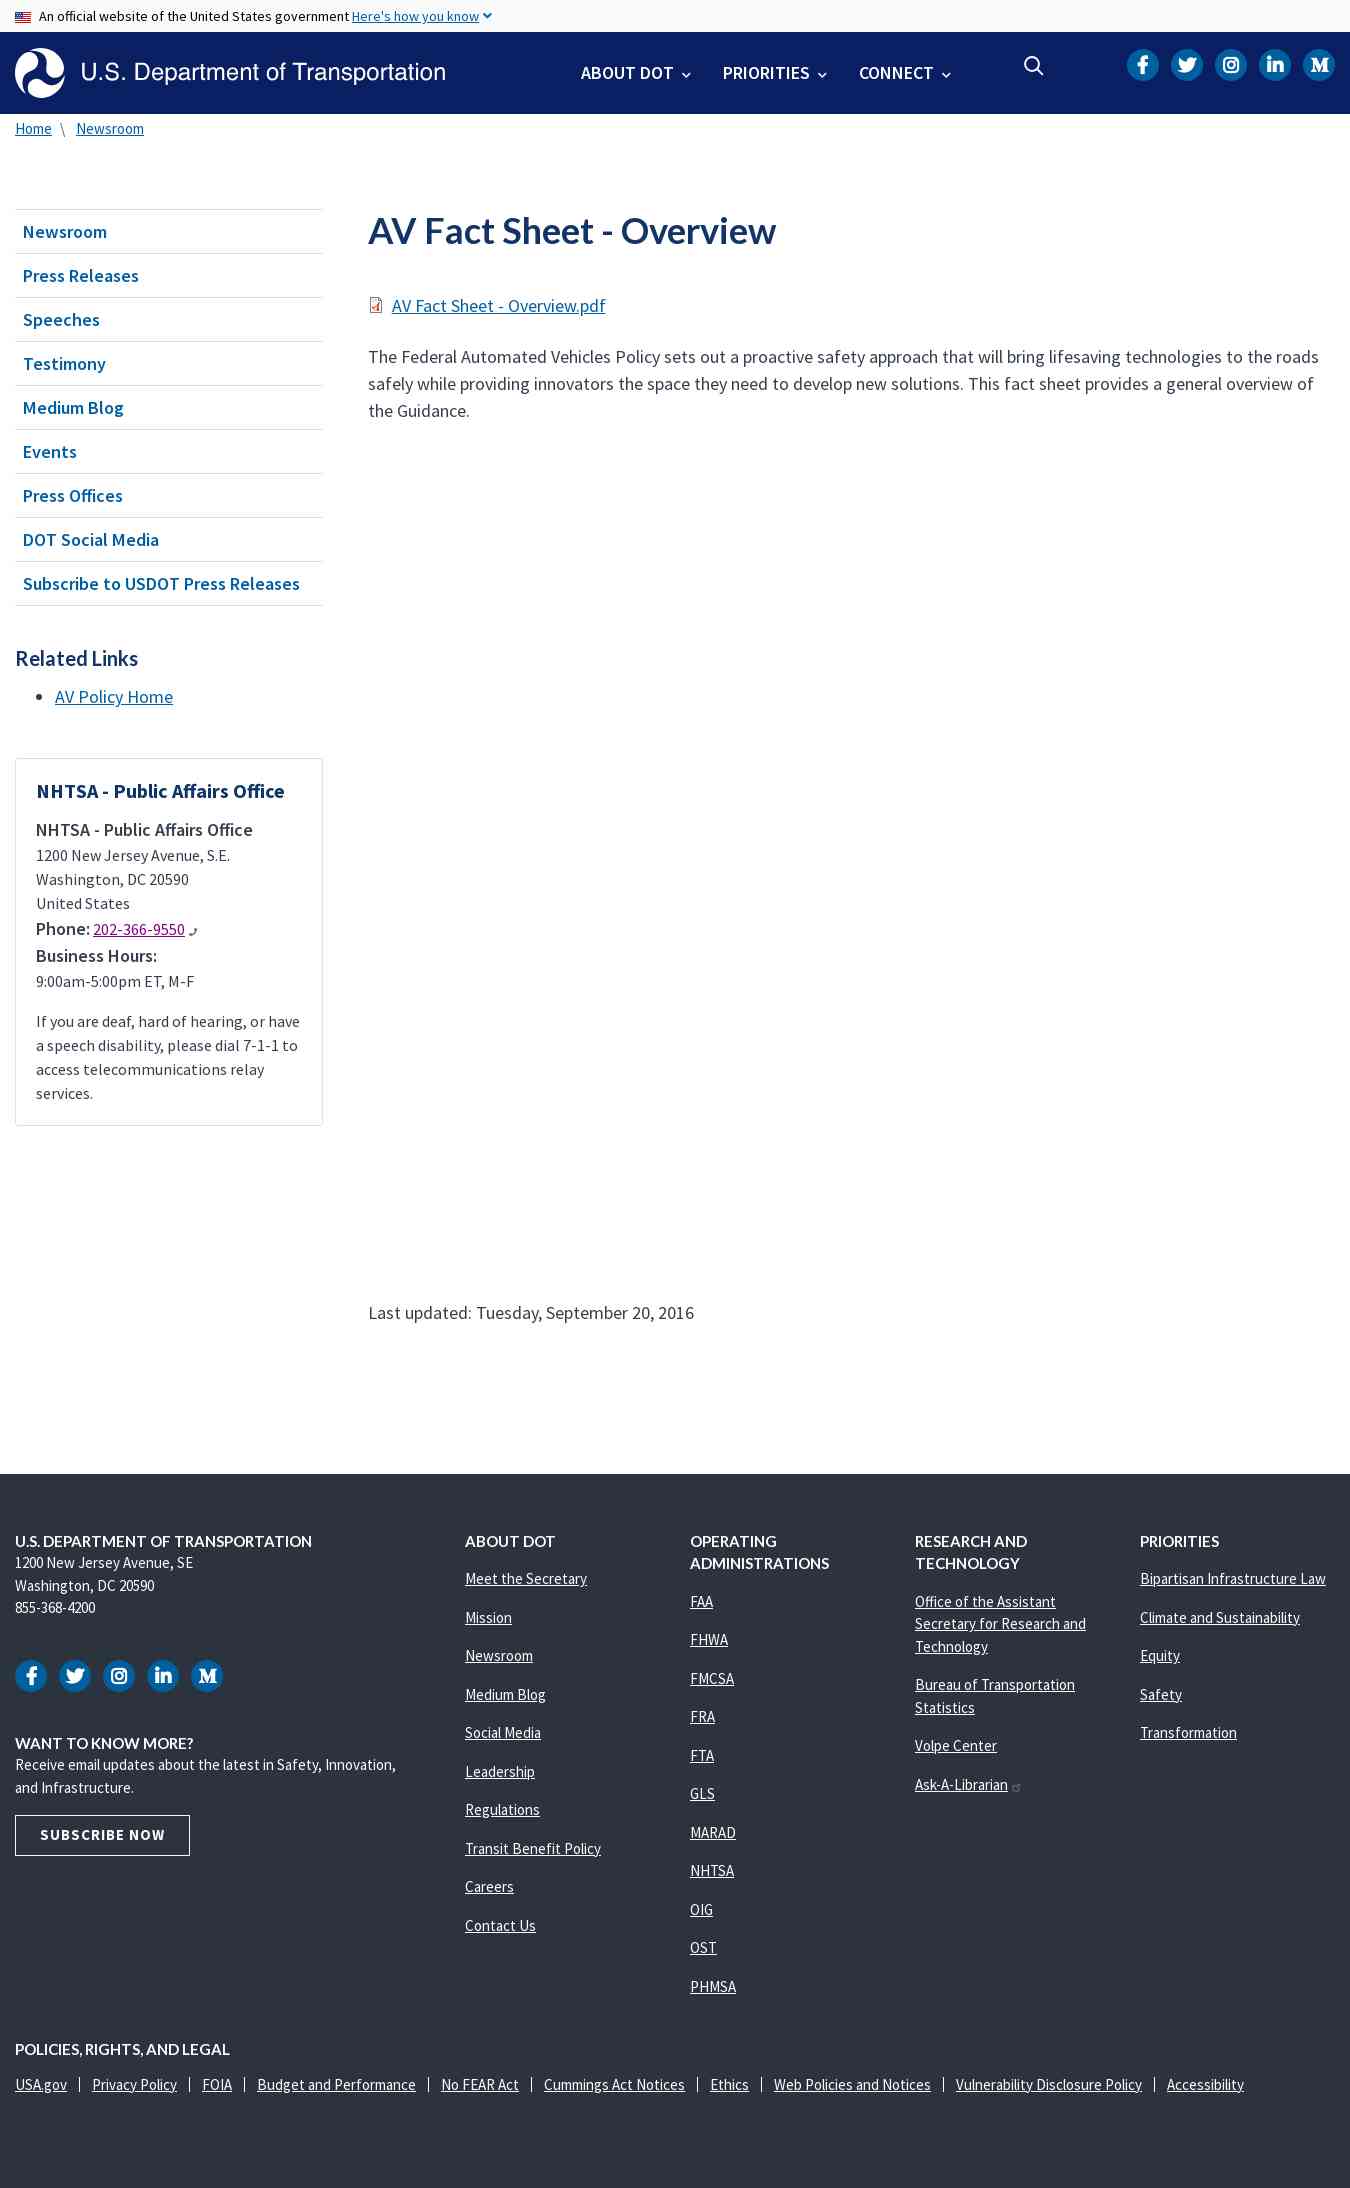 An official website of the United States government Here's how you know
U.S. Department of Transportation
ABOUT DOT
PRIORITIES
CONNECT
Home \ Newsroom
Newsroom
Press Releases
Speeches
Testimony
Medium Blog
Events
Press Offices
DOT Social Media
Subscribe to USDOT Press Releases
Related Links
AV Policy Home
NHTSA - Public Affairs Office
NHTSA - Public Affairs Office
1200 New Jersey Avenue, S.E.
Washington, DC 20590
United States
Phone: 202-366-9550
Business Hours:
9:00am-5:00pm ET, M-F
If you are deaf, hard of hearing, or have
a speech disability, please dial 7-1-1 to
access telecommunications relay
services.
AV Fact Sheet - Overview
AV Fact Sheet - Overview.pdf
The Federal Automated Vehicles Policy sets out a proactive safety approach that will bring lifesaving technologies to the roads
safely while providing innovators the space they need to develop new solutions. This fact sheet provides a general overview of
the Guidance.
Last updated: Tuesday, September 20, 2016
U.S. DEPARTMENT OF TRANSPORTATION
1200 New Jersey Avenue, SE
Washington, DC 20590
855-368-4200
WANT TO KNOW MORE?
Receive email updates about the latest in Safety, Innovation,
and Infrastructure.
SUBSCRIBE NOW
ABOUT DOT
Meet the Secretary
Mission
Newsroom
Medium Blog
Social Media
Leadership
Regulations
Transit Benefit Policy
Careers
Contact Us
OPERATING
ADMINISTRATIONS
FAA
FHWA
FMCSA
FRA
FTA
GLS
MARAD
NHTSA
OIG
OST
PHMSA
RESEARCH AND
TECHNOLOGY
Office of the Assistant
Secretary for Research and
Technology
Bureau of Transportation
Statistics
Volpe Center
Ask-A-Librarian
PRIORITIES
Bipartisan Infrastructure Law
Climate and Sustainability
Equity
Safety
Transformation
POLICIES, RIGHTS, AND LEGAL
USA.gov | Privacy Policy | FOIA | Budget and Performance | No FEAR Act | Cummings Act Notices | Ethics | Web Policies and Notices | Vulnerability Disclosure Policy | Accessibility